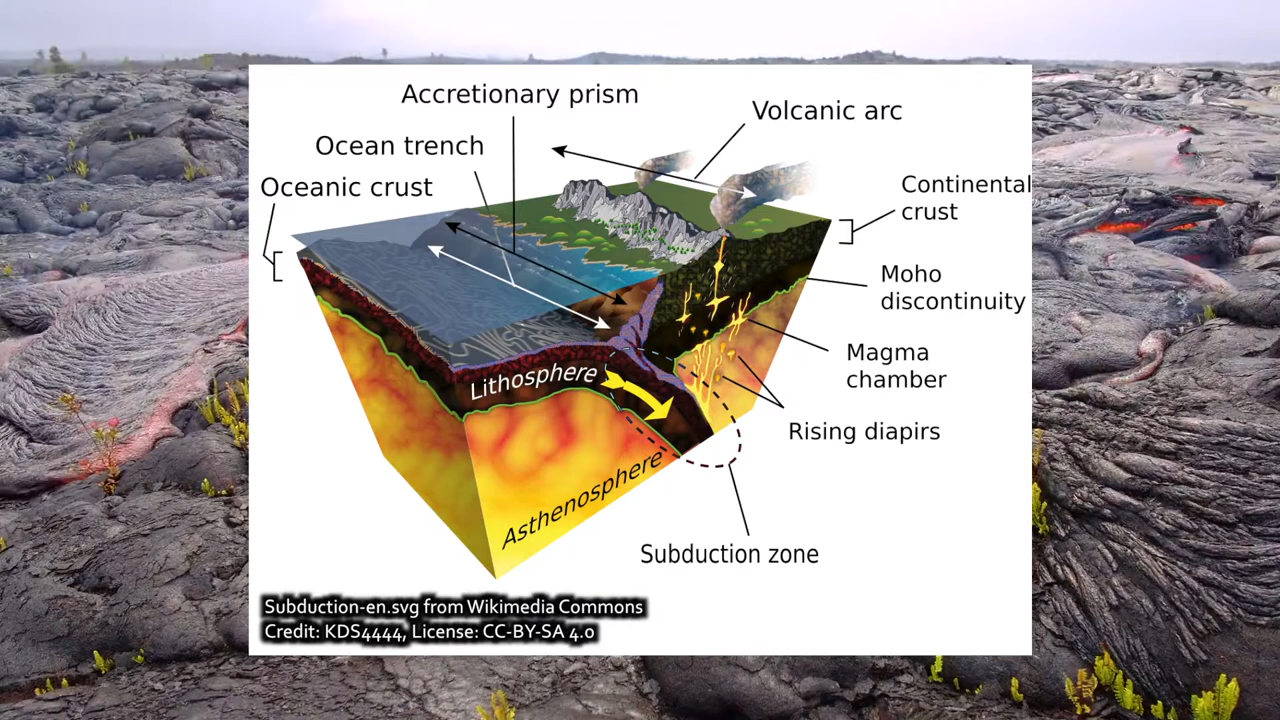 Accretionary prism
Volcanic arc
Ocean trench
Oceanic crust
Continental
crust
Moho
discontinuity
Magma
chamber
Lithosphere
Rising diapirs
Asthenosphere
Subduction zone
Subduction-en.svg from Wikimedia Commons
Credit: KDS4444, License: CC-BY-SA 4.0